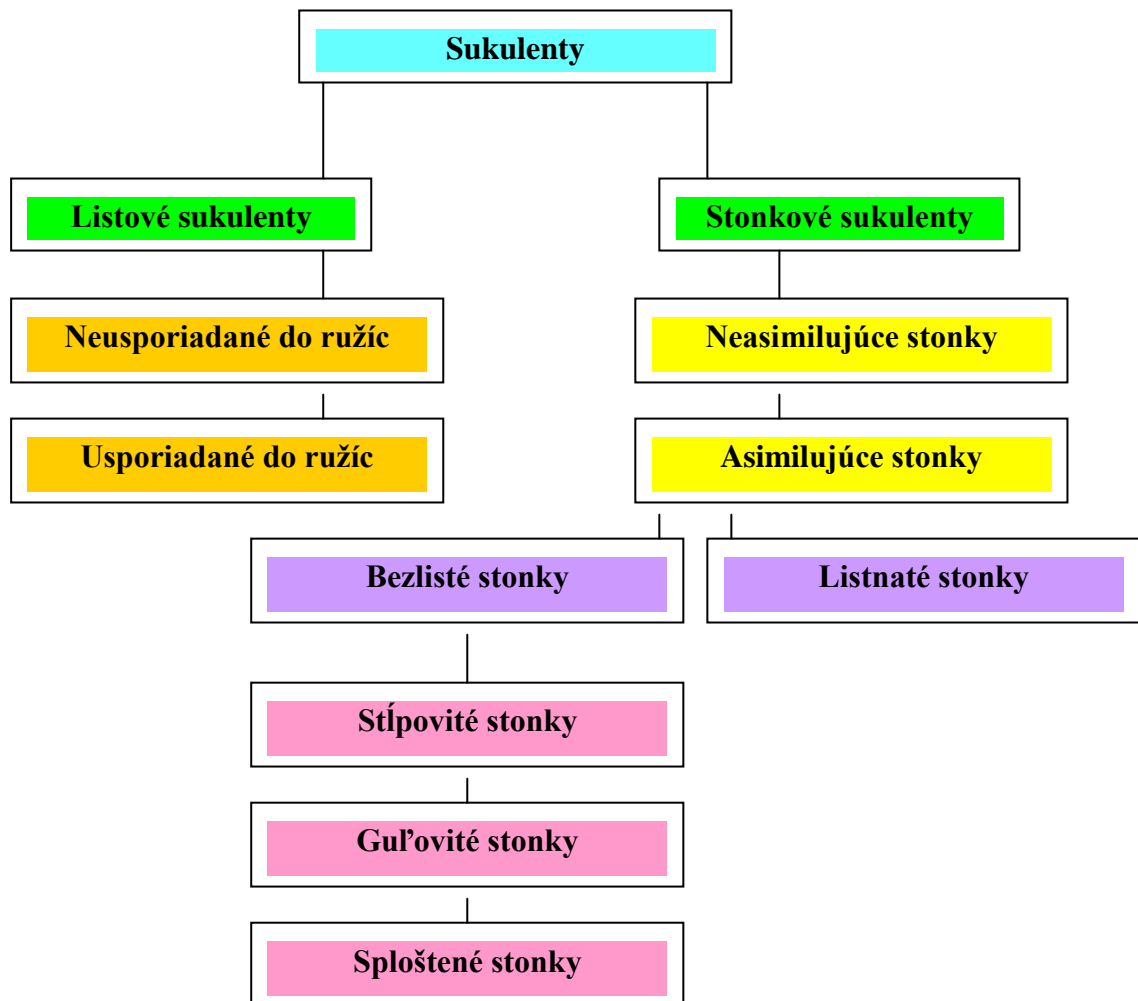 Sukulenty
Listové sukulenty
Stonkové sukulenty
Neusporiadané do ružíc
Neasimilujúce stonky
Usporiadané do ružíc
Asimilujúce stonky
Bezlisté stonky
Listnaté stonky
Stĺpovité stonky
Guľovité stonky
Sploštené stonky